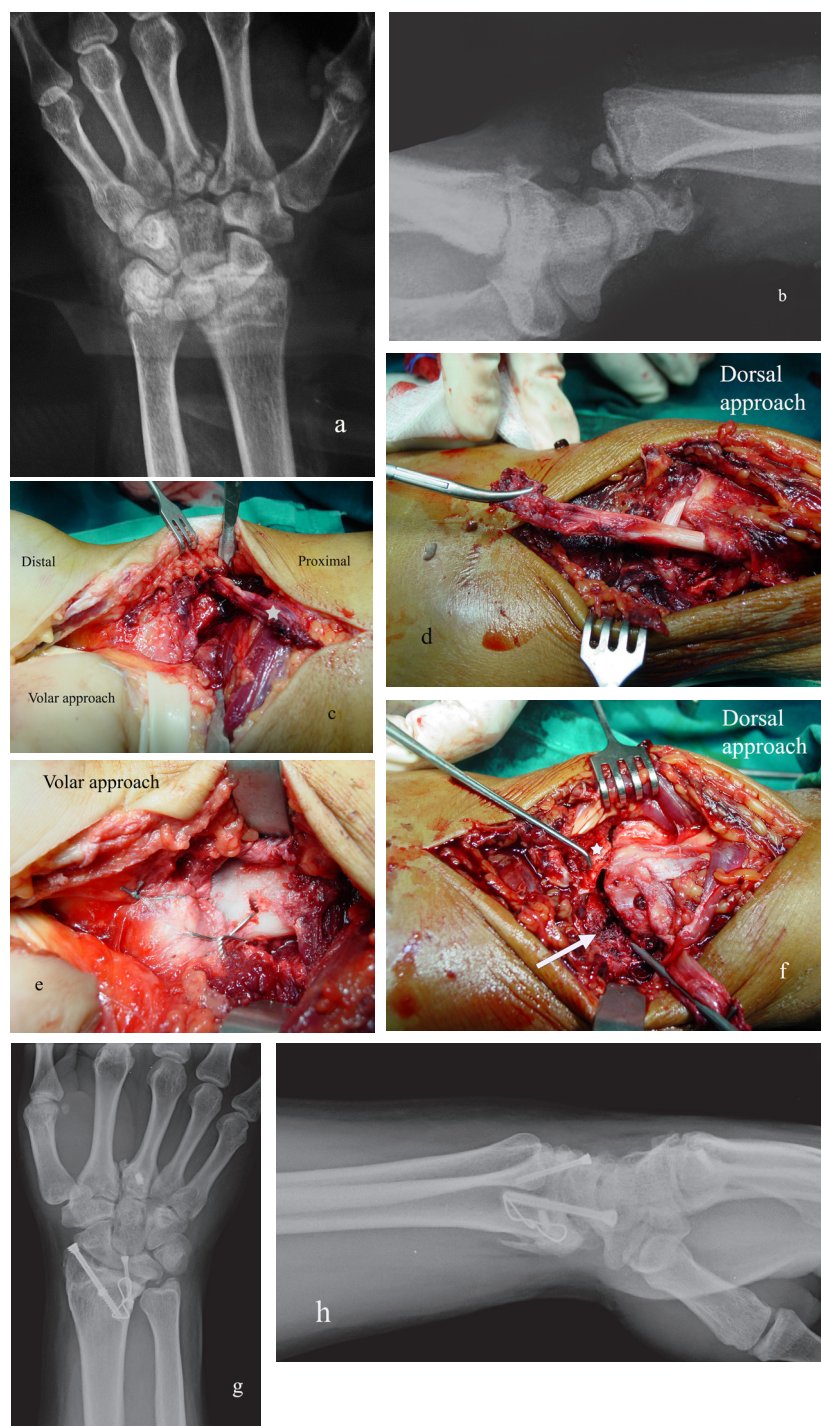 a
b
Dorsal
approach
d
Distal
Proximal
Volar approach
c
Volar approach
e
Dorsal
approach
f
g
h